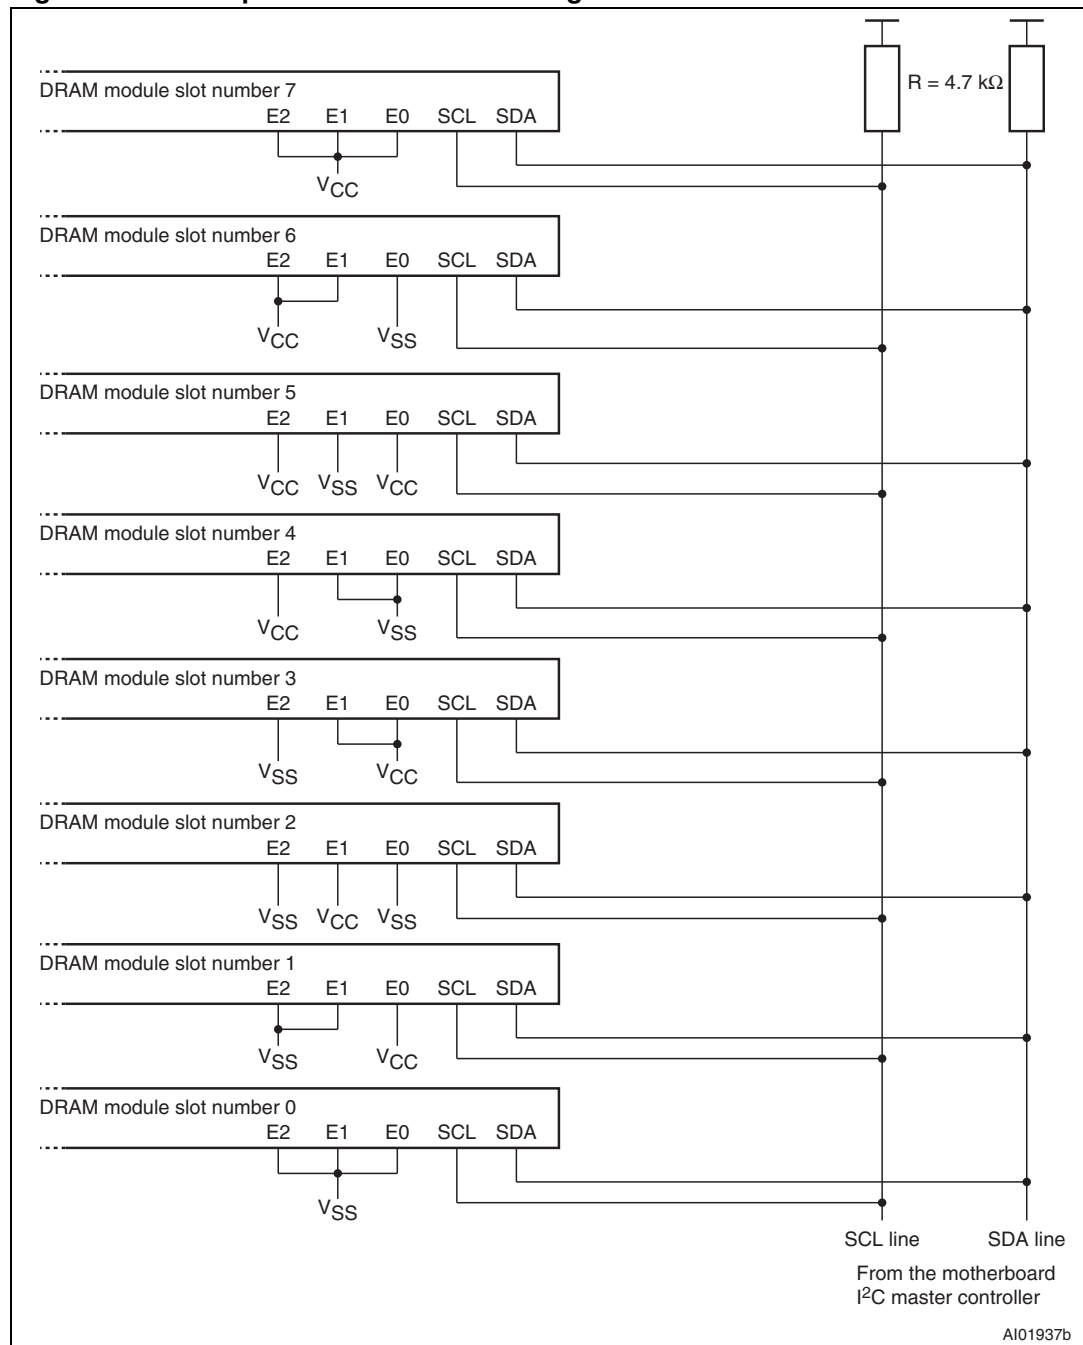 R = 4.7 kΩ
DRAM module slot number 7
E2 E1 E0 SCL SDA
VCC
DRAM module slot number 6
E2 E1 E0 SCL SDA
VCC VSS
DRAM module slot number 5
E2 E1 E0 SCL SDA
VCC VSS VCC
DRAM module slot number 4
E2 E1 E0 SCL SDA
VCC VSS
DRAM module slot number 3
E2 E1 E0 SCL SDA
VSS VCC
DRAM module slot number 2
E2 E1 E0 SCL SDA
VSS VCC VSS
DRAM module slot number 1
E2 E1 E0 SCL SDA
VSS VCC
DRAM module slot number 0
E2 E1 E0 SCL SDA
VSS
SCL line SDA line
From the motherboard
I²C master controller
AI01937b